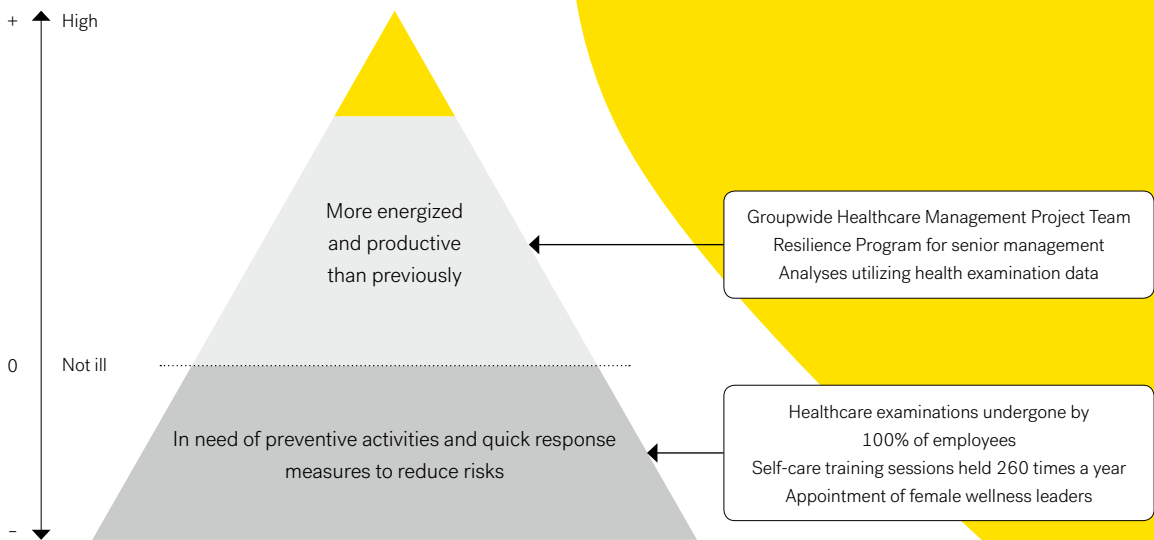 +
High
More energized
and productive
than previously
Groupwide Healthcare Management Project Team
Resilience Program for senior management
Analyses utilizing health examination data
0
Not ill
In need of preventive activities and quick response
measures to reduce risks
Healthcare examinations undergone by
100% of employees
Self-care training sessions held 260 times a year
Appointment of female wellness leaders
–